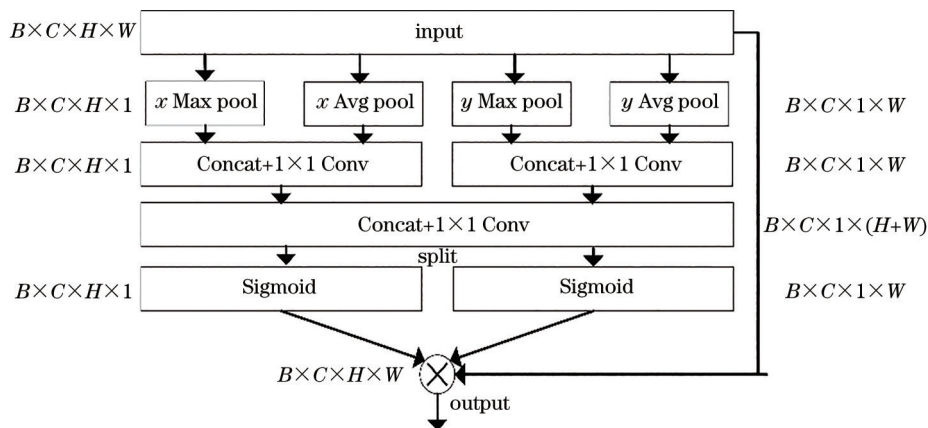 B×C×H×W input
B×C×H×1 x Max pool x Avg pool y Max pool y Avg pool B×C×1×W
B×C×H×1 Concat+1×1 Conv Concat+1×1 Conv B×C×1×W
Concat+1×1 Conv B×C×1×(H+W)
split
B×C×H×1 Sigmoid Sigmoid B×C×1×W
B×C×H×W
output